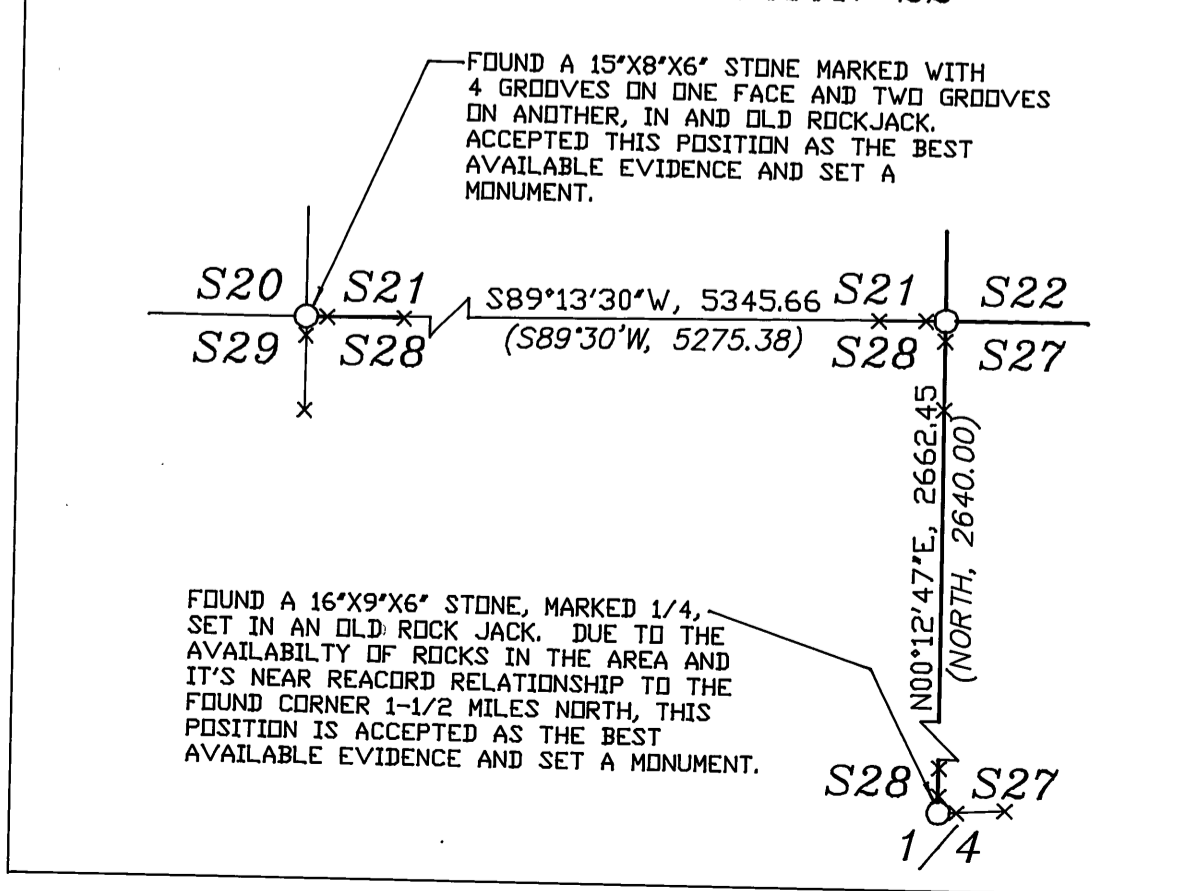 FOUND A 15"X8"X6" STONE MARKED WITH
4 GROOVES ON ONE FACE AND TWO GROOVES
ON ANOTHER, IN AND OLD ROCKJACK.
ACCEPTED THIS POSITION AS THE BEST
AVAILABLE EVIDENCE AND SET A
MONUMENT.
S20 S21
S29 S28
S89°13'30"W, 5345.66
(S89°30'W, 5275.38)
S21 S22
S28 S27
N00°12'47"E, 2662.45
(NORTH, 2640.00)
FOUND A 16"X9"X6" STONE, MARKED 1/4,
SET IN AN OLD ROCK JACK. DUE TO THE
AVAILABILTY OF ROCKS IN THE AREA AND
IT'S NEAR REACORD RELATIONSHIP TO THE
FOUND CORNER 1-1/2 MILES NORTH, THIS
POSITION IS ACCEPTED AS THE BEST
AVAILABLE EVIDENCE AND SET A MONUMENT.
S28 S27
1/4